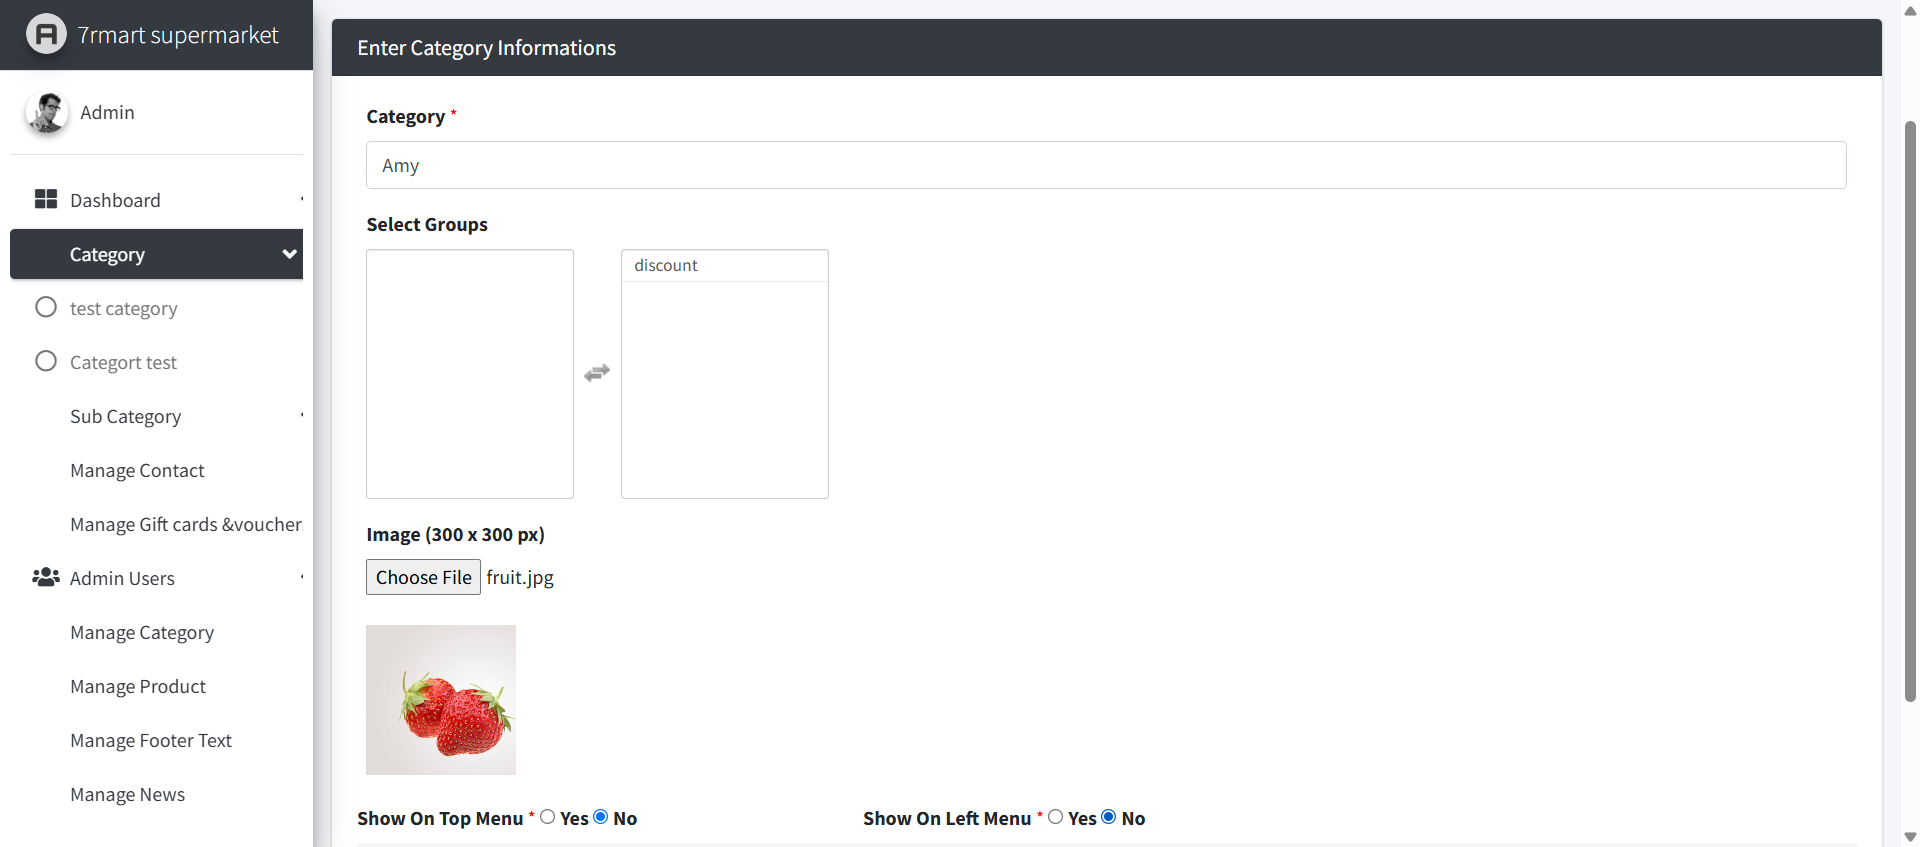 7rmart supermarket
Admin
Dashboard
Category
test category
Categort test
Sub Category
Manage Contact
Manage Gift cards &voucher
Admin Users
Manage Category
Manage Product
Manage Footer Text
Manage News
Enter Category Informations
Category *
Amy
Select Groups
discount
Image (300 x 300 px)
Choose File fruit.jpg
Show On Top Menu * Yes No
Show On Left Menu * Yes No